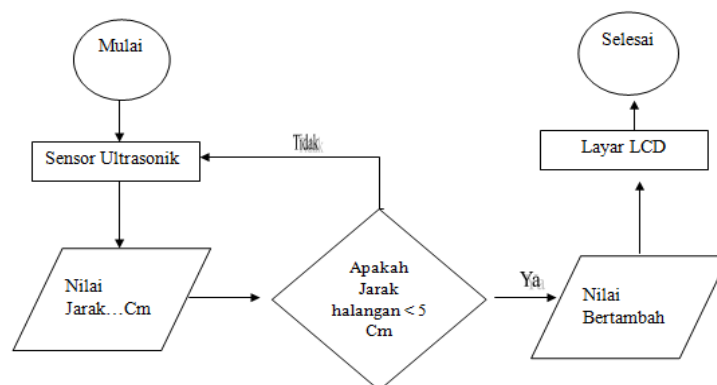 Mulai
Sensor Ultrasonik
Nilai
Jarak...Cm
Tidak
Apakah
Jarak
halangan < 5
Cm
Ya
Nilai
Bertambah
Layar LCD
Selesai